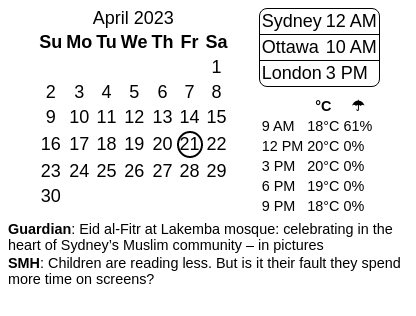 April 2023
Su Mo Tu We Th Fr Sa
1
2 3 4 5 6 7 8
9 10 11 12 13 14 15
16 17 18 19 20 21 22
23 24 25 26 27 28 29
30
Sydney 12 AM
Ottawa 10 AM
London 3 PM
°C ☂
9 AM 18°C 61%
12 PM 20°C 0%
3 PM 20°C 0%
6 PM 19°C 0%
9 PM 18°C 0%
Guardian: Eid al-Fitr at Lakemba mosque: celebrating in the
heart of Sydney’s Muslim community – in pictures
SMH: Children are reading less. But is it their fault they spend
more time on screens?